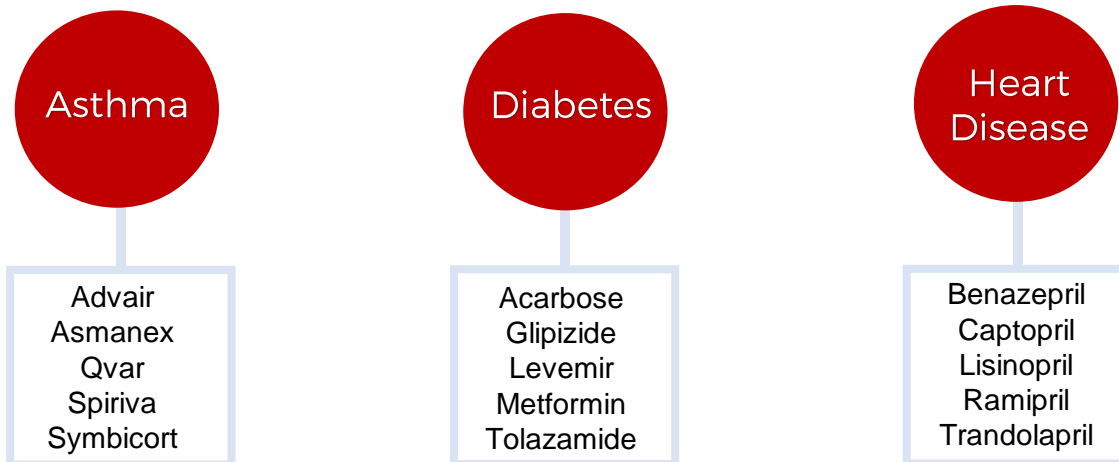 Asthma
Advair
Asmanex
Qvar
Spiriva
Symbicort
Diabetes
Acarbose
Glipizide
Levemir
Metformin
Tolazamide
Heart
Disease
Benazepril
Captopril
Lisinopril
Ramipril
Trandolapril